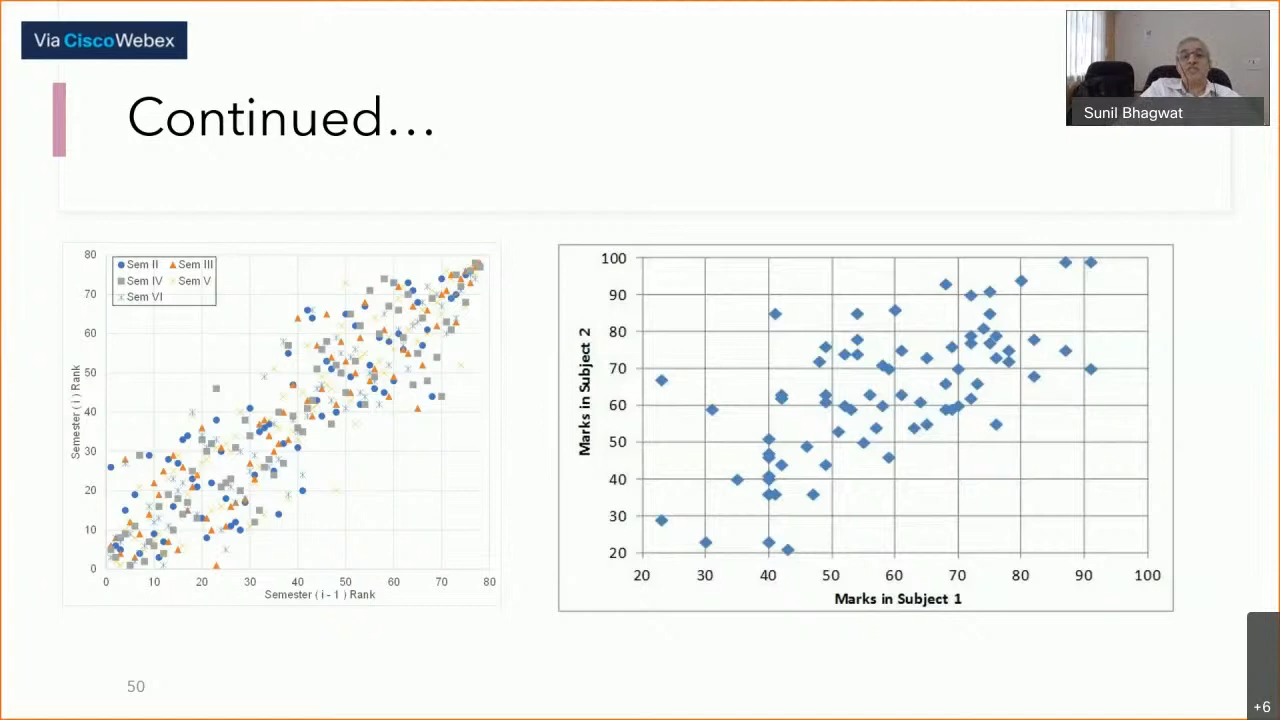 Via CiscoWebex
Sunil Bhagwat
Continued...
80
70
60
50
40
30
20
10
0
Sem II Sem III
Sem IV Sem V
Sem VI
Semester ( i ) Rank
0 10 20 30 40 50 60 70 80
Semester ( i - 1 ) Rank
100
90
80
70
60
50
40
30
20
Marks in Subject 2
20 30 40 50 60 70 80 90 100
Marks in Subject 1
50
+6